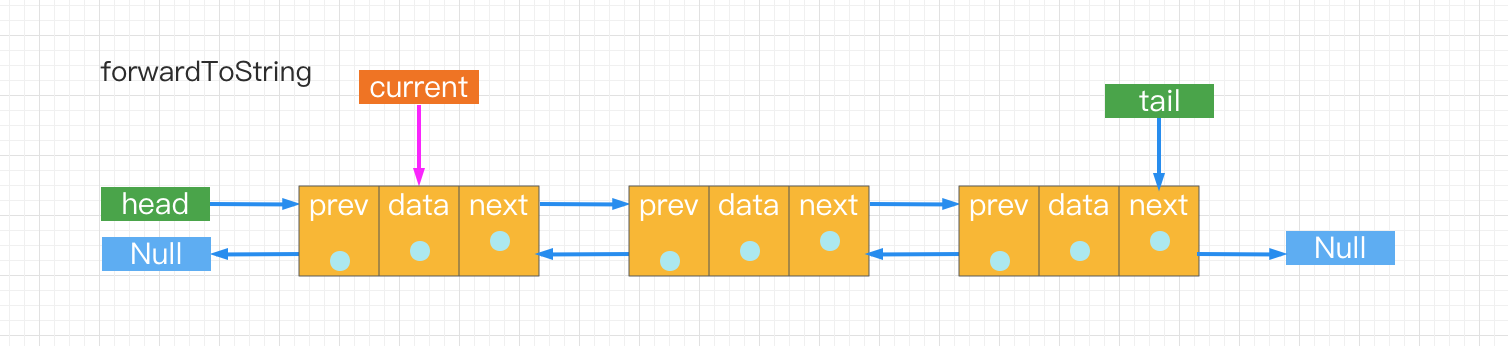 forwardToString
current
tail
head
prev data next
prev data next
prev data next
Null
Null